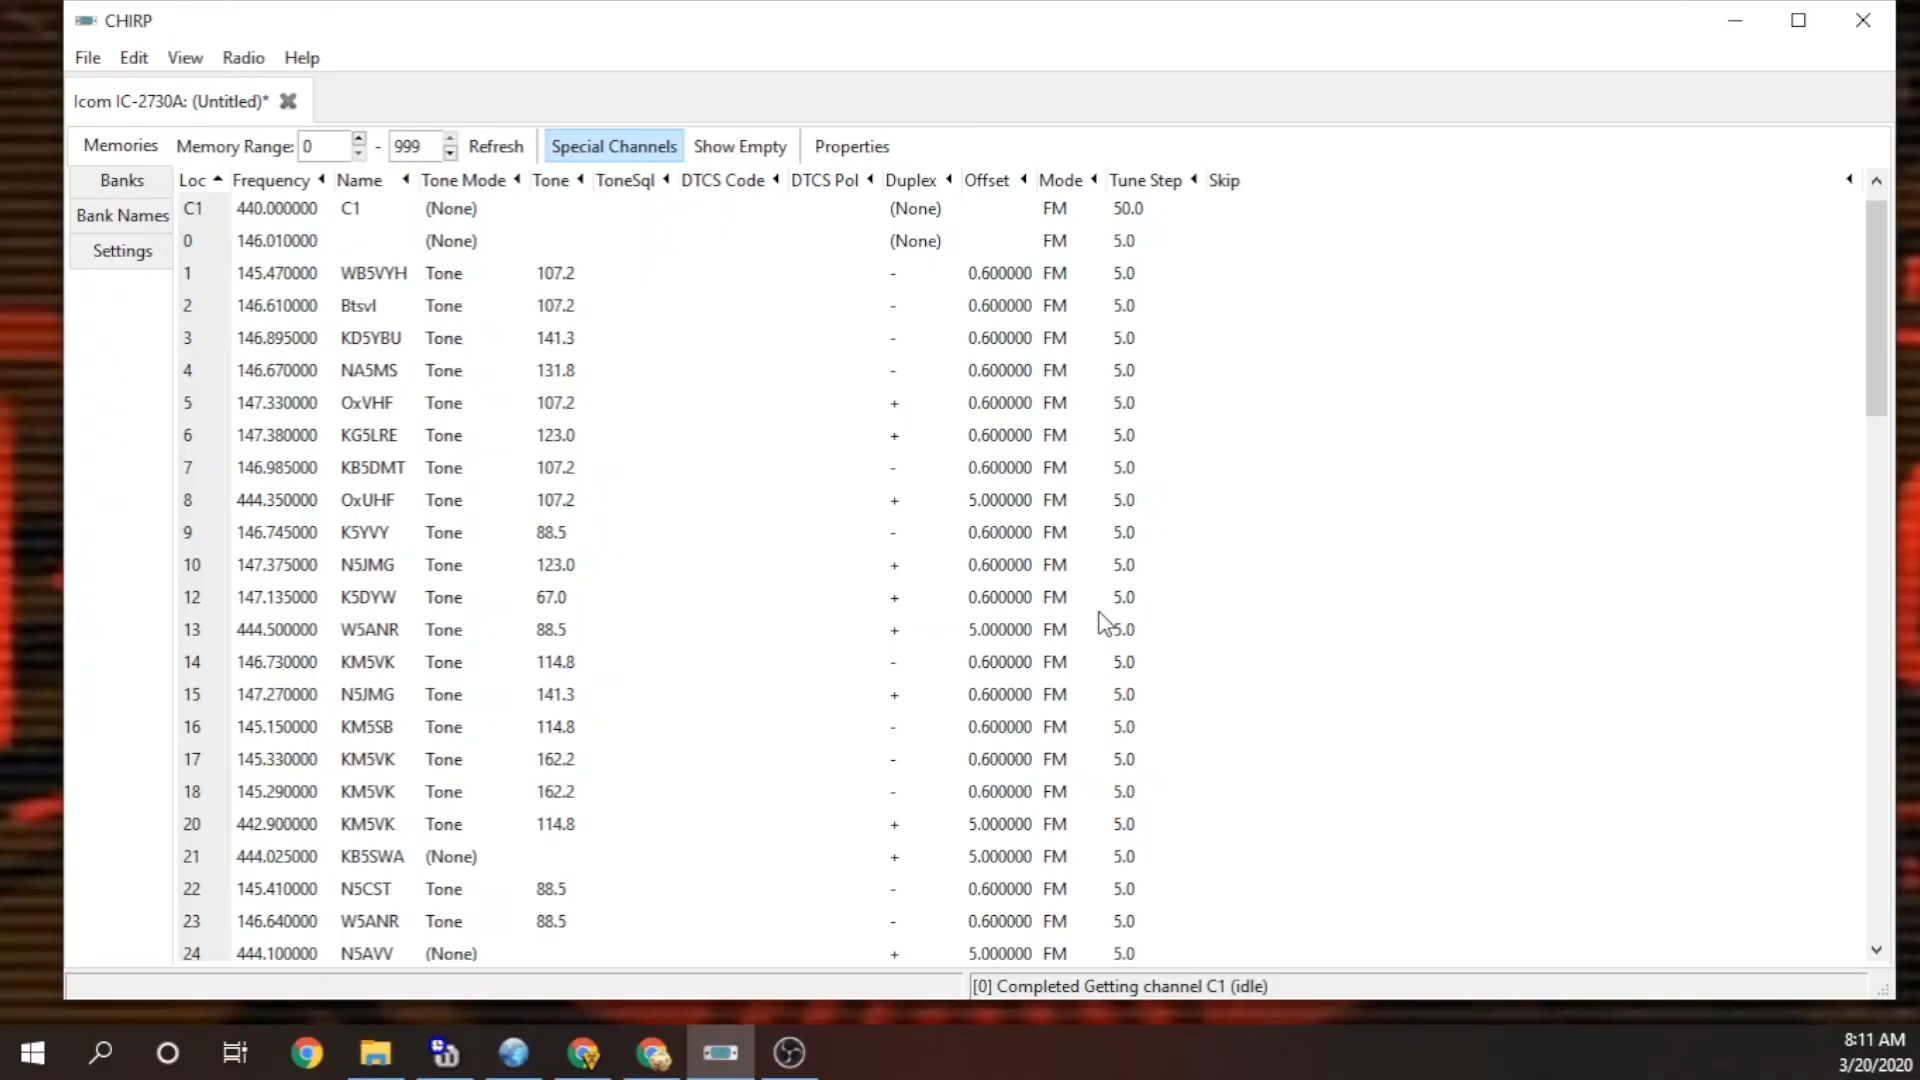 CHIRP
File Edit View Radio Help
Icom IC-2730A: (Untitled)*
Memories Memory Range: 0 - 999 Refresh Special Channels Show Empty Properties
Banks
Bank Names
Settings
Loc Frequency Name Tone Mode Tone ToneSql DTCS Code DTCS Pol Duplex Offset Mode Tune Step Skip
C1 440.000000 C1 (None) (None) FM 50.0
0 146.010000 (None) (None) FM 5.0
1 145.470000 WB5VYH Tone 107.2 - 0.600000 FM 5.0
2 146.610000 Btsvl Tone 107.2 - 0.600000 FM 5.0
3 146.895000 KD5YBU Tone 141.3 - 0.600000 FM 5.0
4 146.670000 NA5MS Tone 131.8 - 0.600000 FM 5.0
5 147.330000 OxVHF Tone 107.2 + 0.600000 FM 5.0
6 147.380000 KG5LRE Tone 123.0 + 0.600000 FM 5.0
7 146.985000 KB5DMT Tone 107.2 - 0.600000 FM 5.0
8 444.350000 OxUHF Tone 107.2 + 5.000000 FM 5.0
9 146.745000 K5YVY Tone 88.5 - 0.600000 FM 5.0
10 147.375000 N5JMG Tone 123.0 + 0.600000 FM 5.0
12 147.135000 K5DYW Tone 67.0 + 0.600000 FM 5.0
13 444.500000 W5ANR Tone 88.5 + 5.000000 FM 5.0
14 146.730000 KM5VK Tone 114.8 - 0.600000 FM 5.0
15 147.270000 N5JMG Tone 141.3 + 0.600000 FM 5.0
16 145.150000 KM5SB Tone 114.8 - 0.600000 FM 5.0
17 145.330000 KM5VK Tone 162.2 - 0.600000 FM 5.0
18 145.290000 KM5VK Tone 162.2 - 0.600000 FM 5.0
20 442.900000 KM5VK Tone 114.8 + 5.000000 FM 5.0
21 444.025000 KB5SWA (None) + 5.000000 FM 5.0
22 145.410000 N5CST Tone 88.5 - 0.600000 FM 5.0
23 146.640000 W5ANR Tone 88.5 - 0.600000 FM 5.0
24 444.100000 N5AVV (None) + 5.000000 FM 5.0
[0] Completed Getting channel C1 (idle)
8:11 AM
3/20/2020